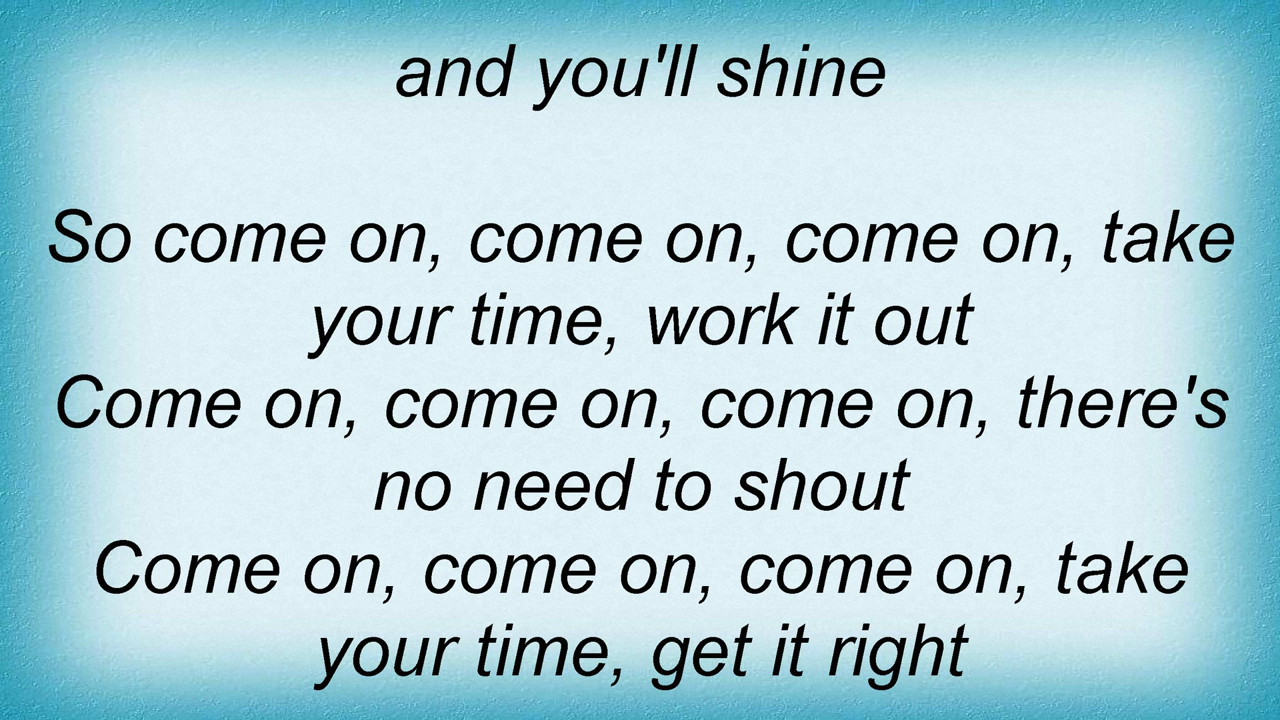 and you'll shine
So come on, come on, come on, take
your time, work it out
Come on, come on, come on, there's
no need to shout
Come on, come on, come on, take
your time, get it right